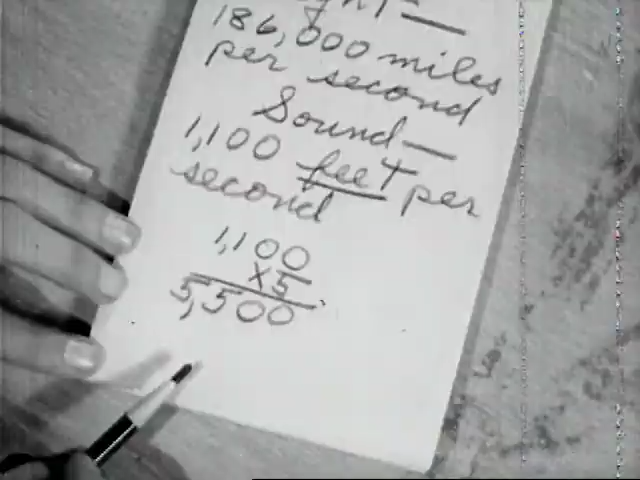 186,000 miles
per second
Sound—
1,100 feet per
second
1,100
x5
5,500